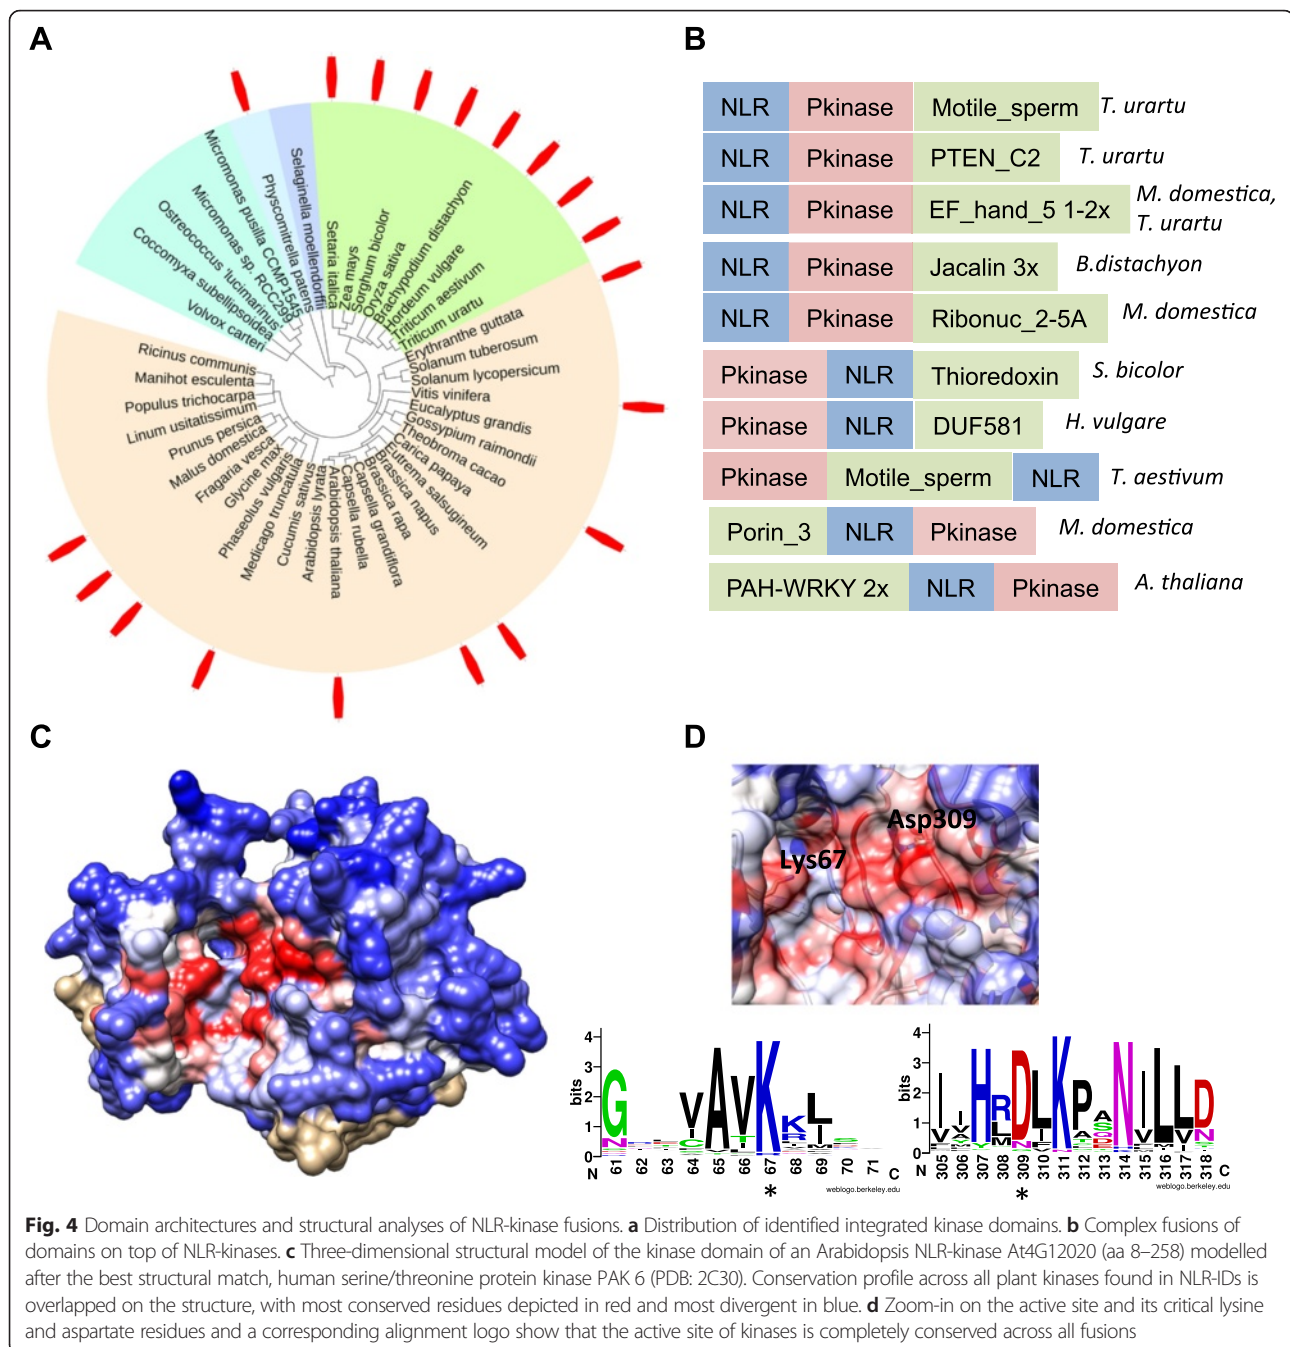 A
Micromonas pusilla CCMP1545
Micromonas sp. RCC299
Ostreococcus 'lucimarinus'
Coccomyxa subellipsoidea
Volvox carteri
Physcomitrella patens
Selaginella moellendorffii
Setaria italica
Zea mays
Sorghum bicolor
Oryza sativa
Brachypodium distachyon
Hordeum vulgare
Triticum aestivum
Triticum urartu
Erythranthe guttata
Solanum tuberosum
Solanum lycopersicum
Vitis vinifera
Eucalyptus grandis
Gossypium raimondii
Theobroma cacao
Carica papaya
Eutrema salsugineum
Brassica napus
Brassica rapa
Capsella grandiflora
Capsella rubella
Arabidopsis thaliana
Arabidopsis lyrata
Cucumis sativus
Medicago truncatula
Phaseolus vulgaris
Glycine max
Fragaria vesca
Malus domestica
Prunus persica
Linum usitatissimum
Populus trichocarpa
Manihot esculenta
Ricinus communis
B
NLR Pkinase Motile_sperm T. urartu
NLR Pkinase PTEN_C2 T. urartu
NLR Pkinase EF_hand_5 1-2x M. domestica,
T. urartu
NLR Pkinase Jacalin 3x B.distachyon
NLR Pkinase Ribonuc_2-5A M. domestica
Pkinase NLR Thioredoxin S. bicolor
Pkinase NLR DUF581 H. vulgare
Pkinase Motile_sperm NLR T. aestivum
Porin_3 NLR Pkinase M. domestica
PAH-WRKY 2x NLR Pkinase A. thaliana
C
D
Asp309
Lys67
bits
4
3
2
1
0
N 61 62 63 64 65 66 67 68 69 70 71 C
*
weblogo.berkeley.edu
bits
4
3
2
1
0
N 305 306 307 308 309 310 311 312 313 314 315 316 317 318 C
*
weblogo.berkeley.edu
Fig. 4 Domain architectures and structural analyses of NLR-kinase fusions. a Distribution of identified integrated kinase domains. b Complex fusions of
domains on top of NLR-kinases. c Three-dimensional structural model of the kinase domain of an Arabidopsis NLR-kinase At4G12020 (aa 8–258) modelled
after the best structural match, human serine/threonine protein kinase PAK 6 (PDB: 2C30). Conservation profile across all plant kinases found in NLR-IDs is
overlapped on the structure, with most conserved residues depicted in red and most divergent in blue. d Zoom-in on the active site and its critical lysine
and aspartate residues and a corresponding alignment logo show that the active site of kinases is completely conserved across all fusions